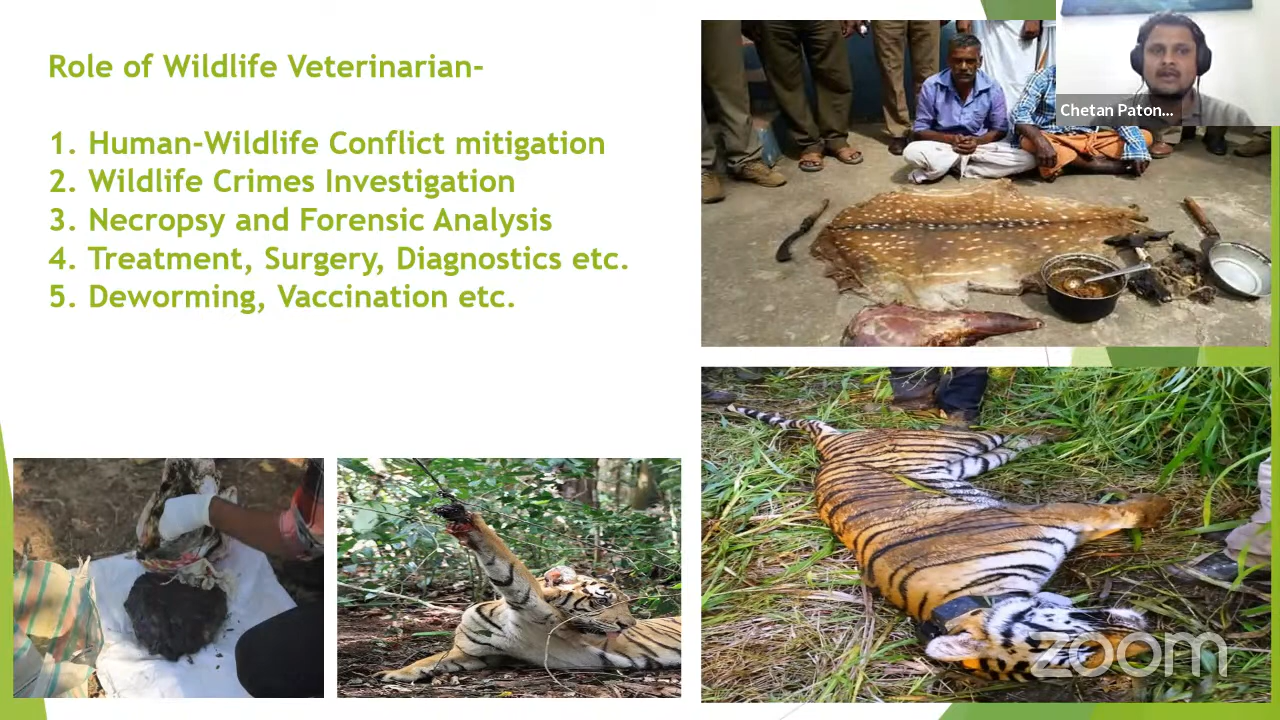 Role of Wildlife Veterinarian-
1. Human-Wildlife Conflict mitigation
2. Wildlife Crimes Investigation
3. Necropsy and Forensic Analysis
4. Treatment, Surgery, Diagnostics etc.
5. Deworming, Vaccination etc.
Chetan Paton...
zoom